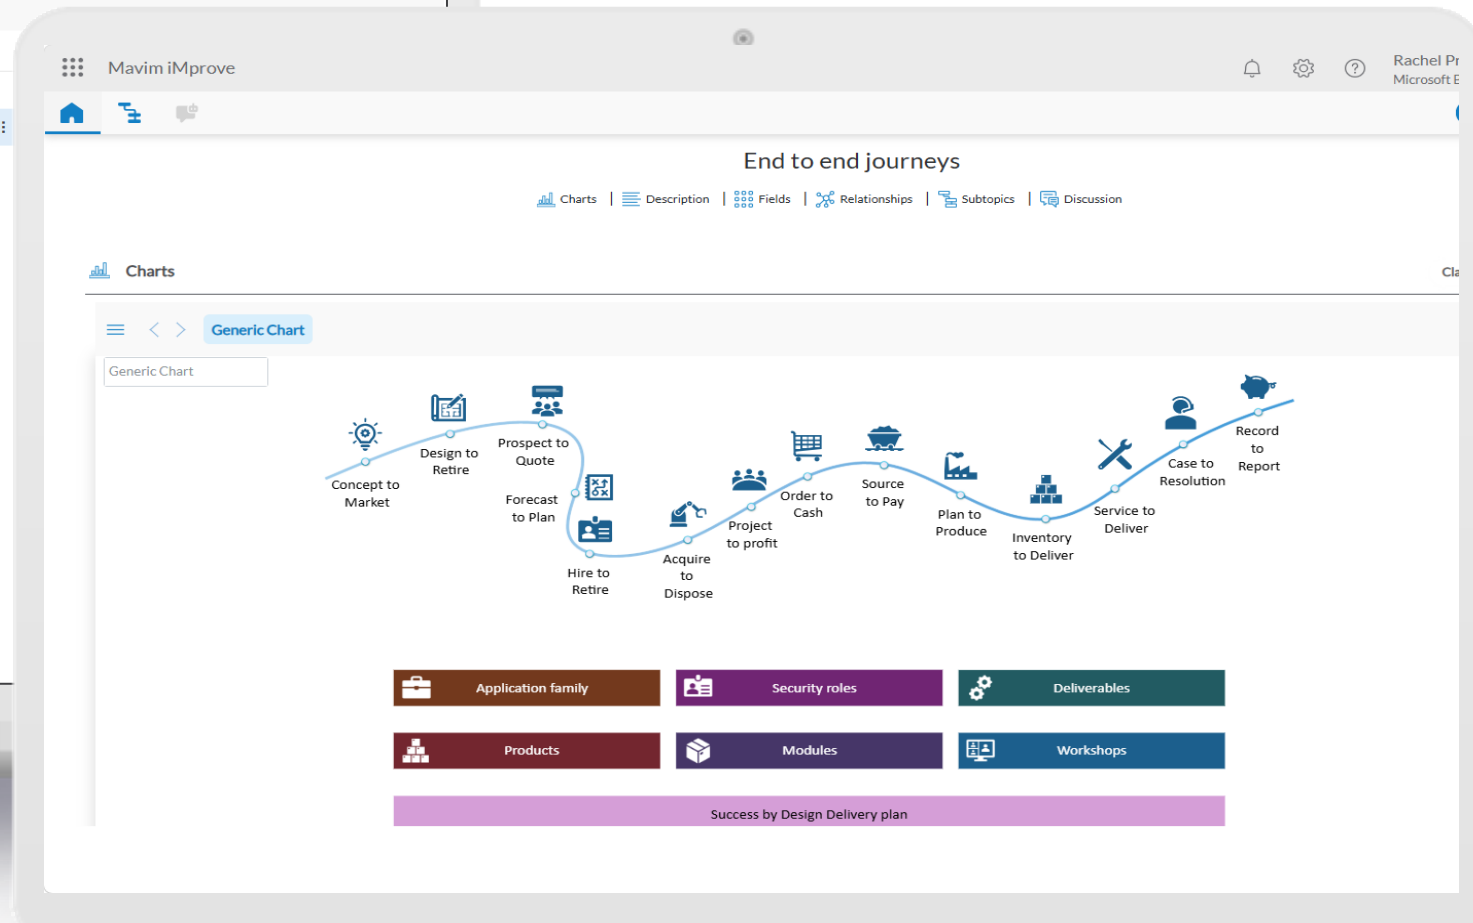 Mavim iMprove
Rachel Pr
Microsoft E
End to end journeys
Charts | Description | Fields | Relationships | Subtopics | Discussion
Charts
Cla
Generic Chart
Generic Chart
Concept to
Market
Design to
Retire
Prospect to
Quote
Forecast
to Plan
Hire to
Retire
Acquire
to
Dispose
Project
to profit
Order to
Cash
Source
to Pay
Plan to
Produce
Inventory
to Deliver
Service to
Deliver
Case to
Resolution
Record
to
Report
Application family
Security roles
Deliverables
Products
Modules
Workshops
Success by Design Delivery plan